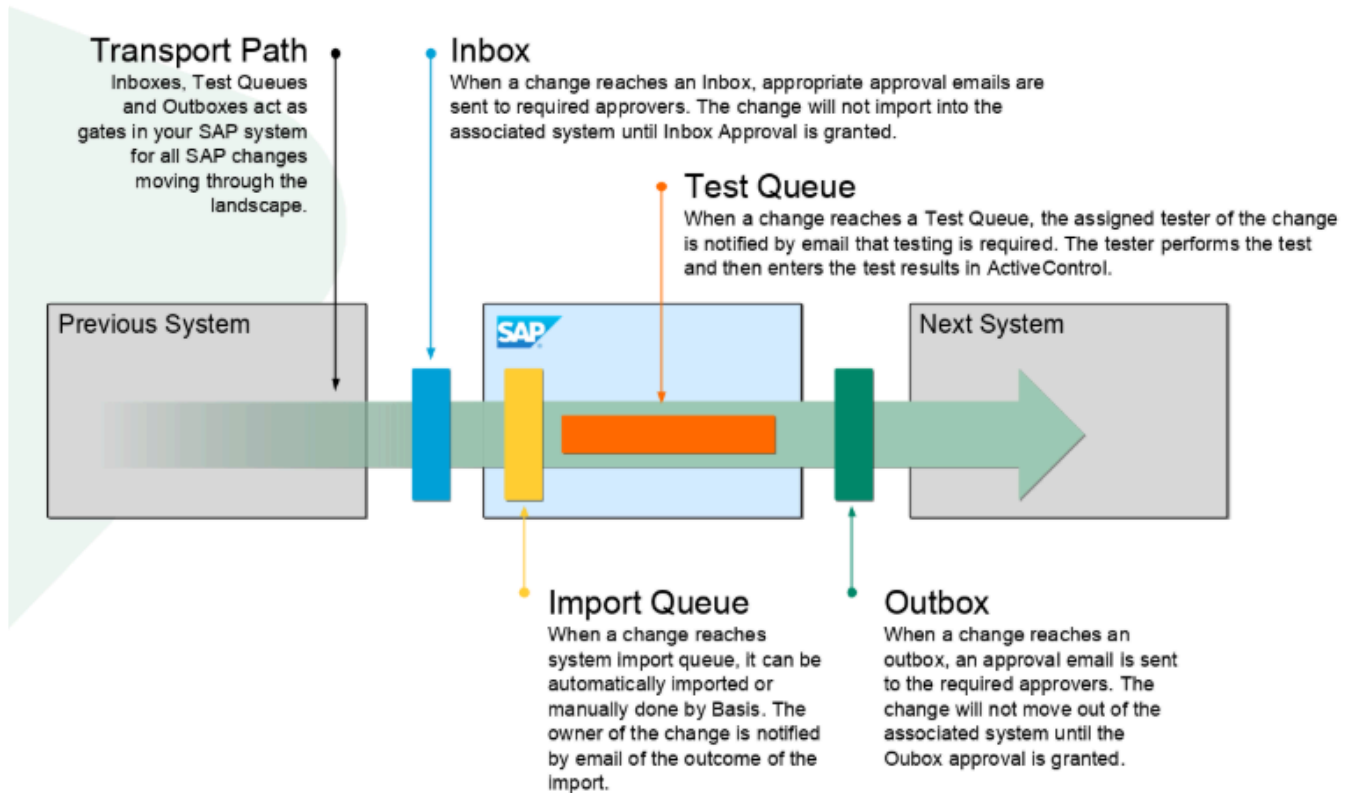 Transport Path
Inboxes, Test Queues
and Outboxes act as
gates in your SAP system
for all SAP changes
moving through the
landscape.
Inbox
When a change reaches an Inbox, appropriate approval emails are
sent to required approvers. The change will not import into the
associated system until Inbox Approval is granted.
Test Queue
When a change reaches a Test Queue, the assigned tester of the change
is notified by email that testing is required. The tester performs the test
and then enters the test results in ActiveControl.
Previous System
SAP
Next System
Import Queue
When a change reaches
system import queue, it can be
automatically imported or
manually done by Basis. The
owner of the change is notified
by email of the outcome of the
import.
Outbox
When a change reaches an
outbox, an approval email is sent
to the required approvers. The
change will not move out of the
associated system until the
Oubox approval is granted.